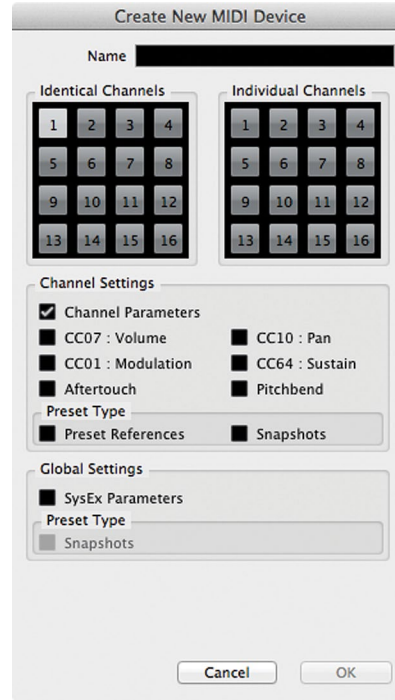 Create New MIDI Device
Name
Identical Channels
1 2 3 4
5 6 7 8
9 10 11 12
13 14 15 16
Individual Channels
1 2 3 4
5 6 7 8
9 10 11 12
13 14 15 16
Channel Settings
Channel Parameters
CC07 : Volume
CC10 : Pan
CC01 : Modulation
CC64 : Sustain
Aftertouch
Pitchbend
Preset Type
Preset References
Snapshots
Global Settings
SysEx Parameters
Preset Type
Snapshots
Cancel
OK